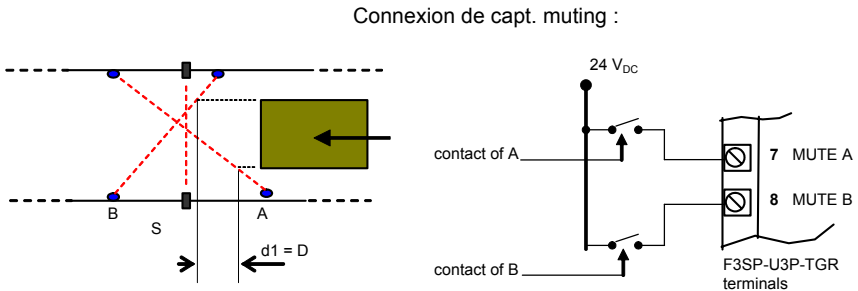 Connexion de capt. muting :
24 VDC
contact of A
7 MUTE A
8 MUTE B
B
A
S
d1 = D
contact of B
F3SP-U3P-TGR
terminals